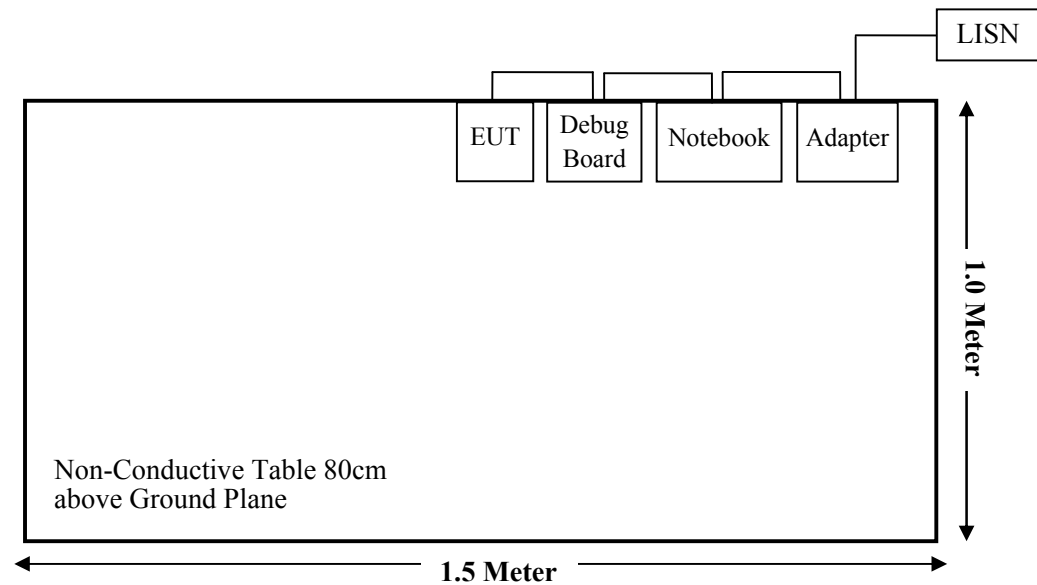 LISN
EUT
Debug
Board
Notebook
Adapter
1.0 Meter
Non-Conductive Table 80cm
above Ground Plane
1.5 Meter